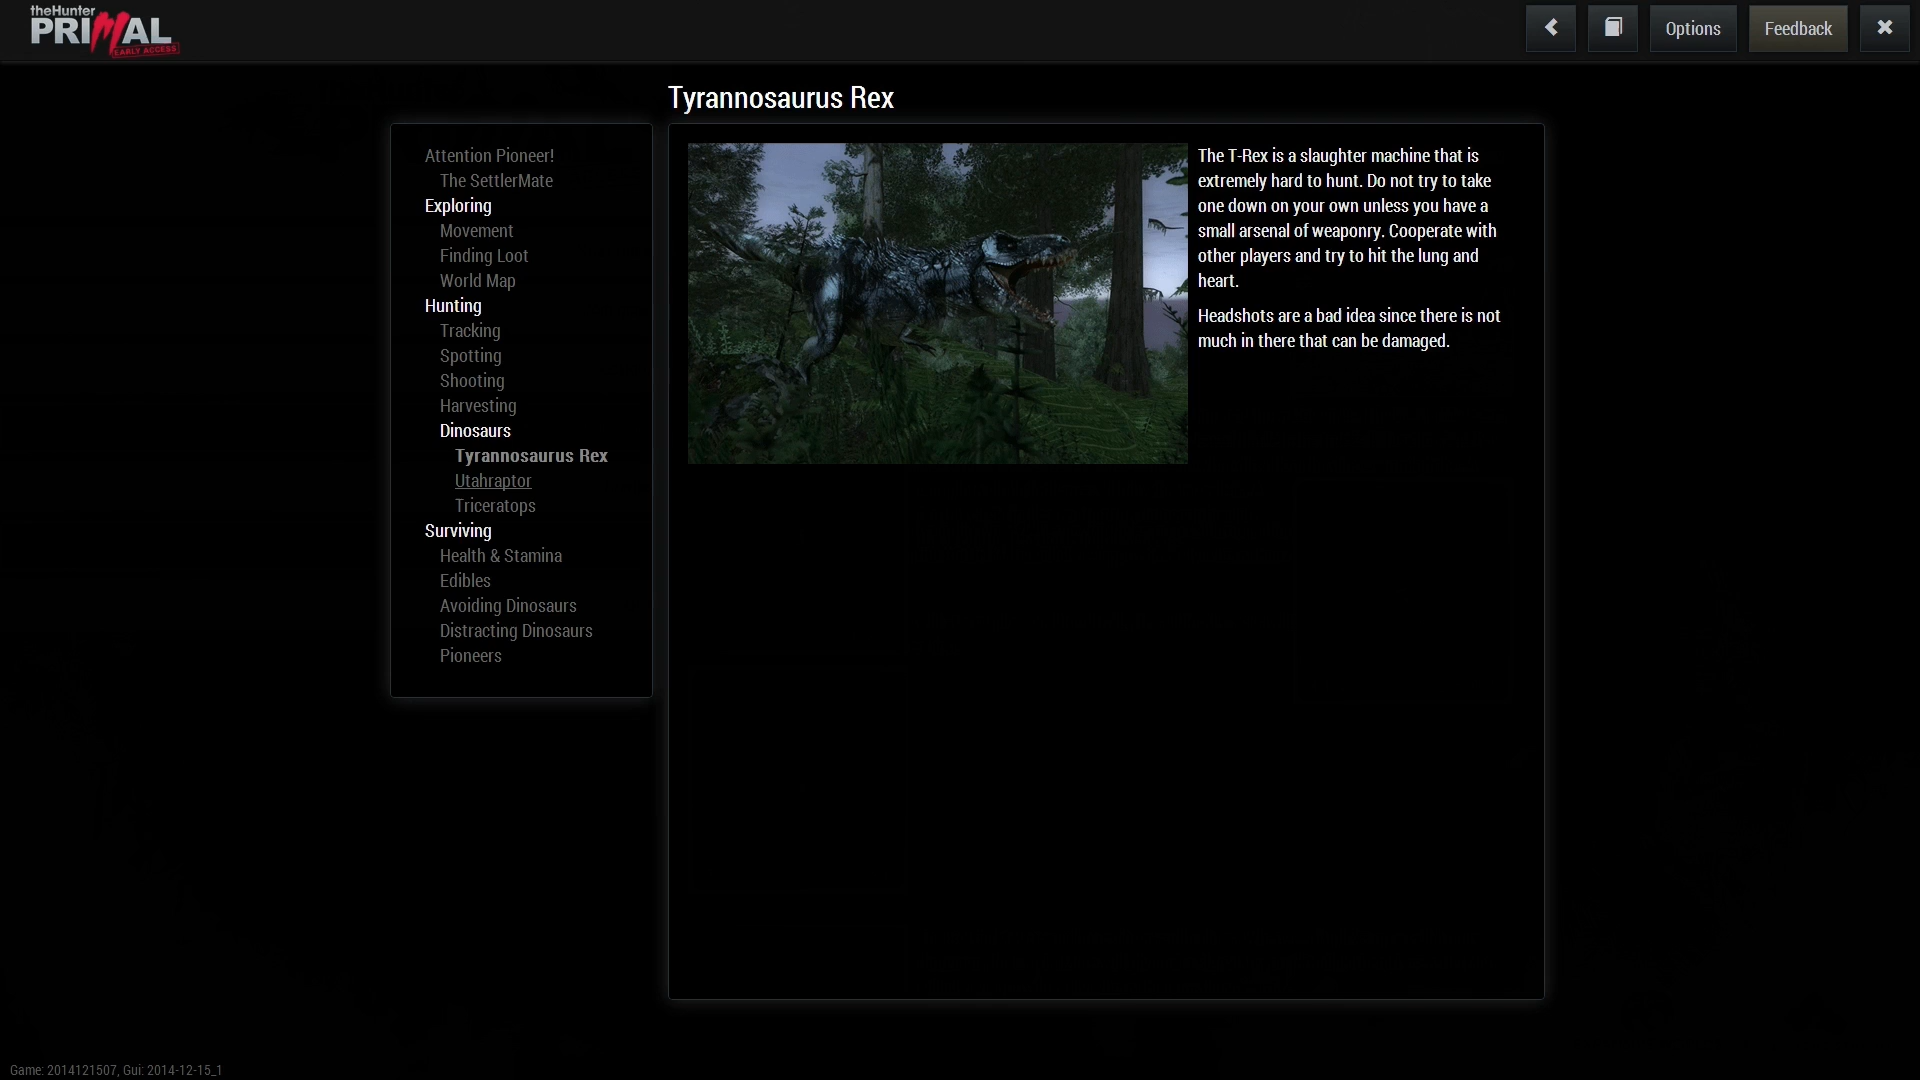 theHunter
PRIMAL
EARLY ACCESS
Options
Feedback
Tyrannosaurus Rex
Attention Pioneer!
The SettlerMate
Exploring
Movement
Finding Loot
World Map
Hunting
Tracking
Spotting
Shooting
Harvesting
Dinosaurs
Tyrannosaurus Rex
Utahraptor
Triceratops
Surviving
Health & Stamina
Edibles
Avoiding Dinosaurs
Distracting Dinosaurs
Pioneers
The T-Rex is a slaughter machine that is
extremely hard to hunt. Do not try to take
one down on your own unless you have a
small arsenal of weaponry. Cooperate with
other players and try to hit the lung and
heart.
Headshots are a bad idea since there is not
much in there that can be damaged.
Game: 2014121507, Gui: 2014-12-15_1